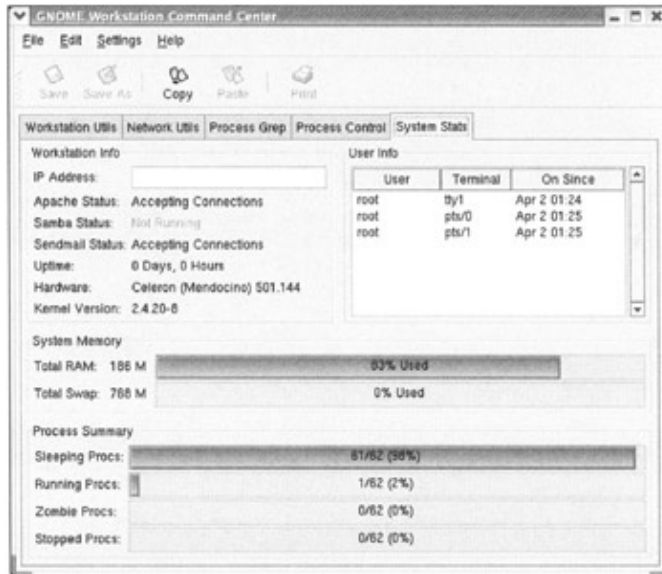 GNOME Workstation Command Center
File Edit Settings Help
Save Save As Copy Paste Print
Workstation Utils Network Utils Process Grep Process Control System Stats
Workstation Info
IP Address:
Apache Status: Accepting Connections
Samba Status: Not Running
Sendmail Status: Accepting Connections
Uptime: 0 Days, 0 Hours
Hardware: Celeron (Mendocino) 501.144
Kernel Version: 2.4.20-8
User Info
User Terminal On Since
root tty1 Apr 2 01:24
root pts/0 Apr 2 01:25
root pts/1 Apr 2 01:25
System Memory
Total RAM: 186 M 83% Used
Total Swap: 768 M 0% Used
Process Summary
Sleeping Procs: 61/62 (98%)
Running Procs: 1/62 (2%)
Zombie Procs: 0/62 (0%)
Stopped Procs: 0/62 (0%)